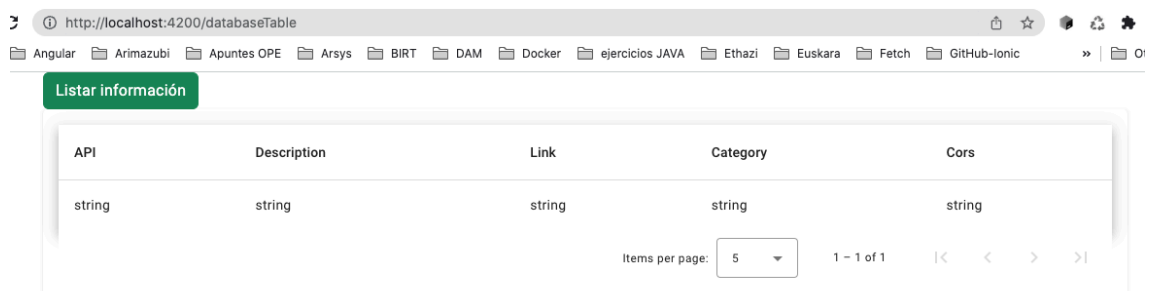 http://localhost:4200/databaseTable
Angular Arimazubi Apuntes OPE Arsys BIRT DAM Docker ejercicios JAVA Ethazi Euskara Fetch GitHub-Ionic » Ot
Listar información
API Description Link Category Cors
string string string string string
Items per page: 5 1 – 1 of 1